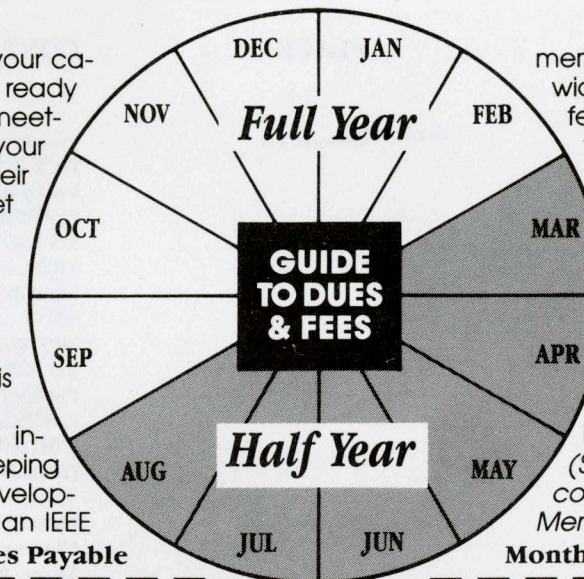 your ca-
ready
meet-
your
eir
et
is
in-
eping
velop-
an IEEE
es Payable
DEC
JAN
NOV
Full Year
FEB
OCT
MAR
GUIDE
TO DUES
& FEES
SEP
APR
AUG
Half Year
MAY
JUL
JUN
mer
wic
fe
(S
co
Mer
Month